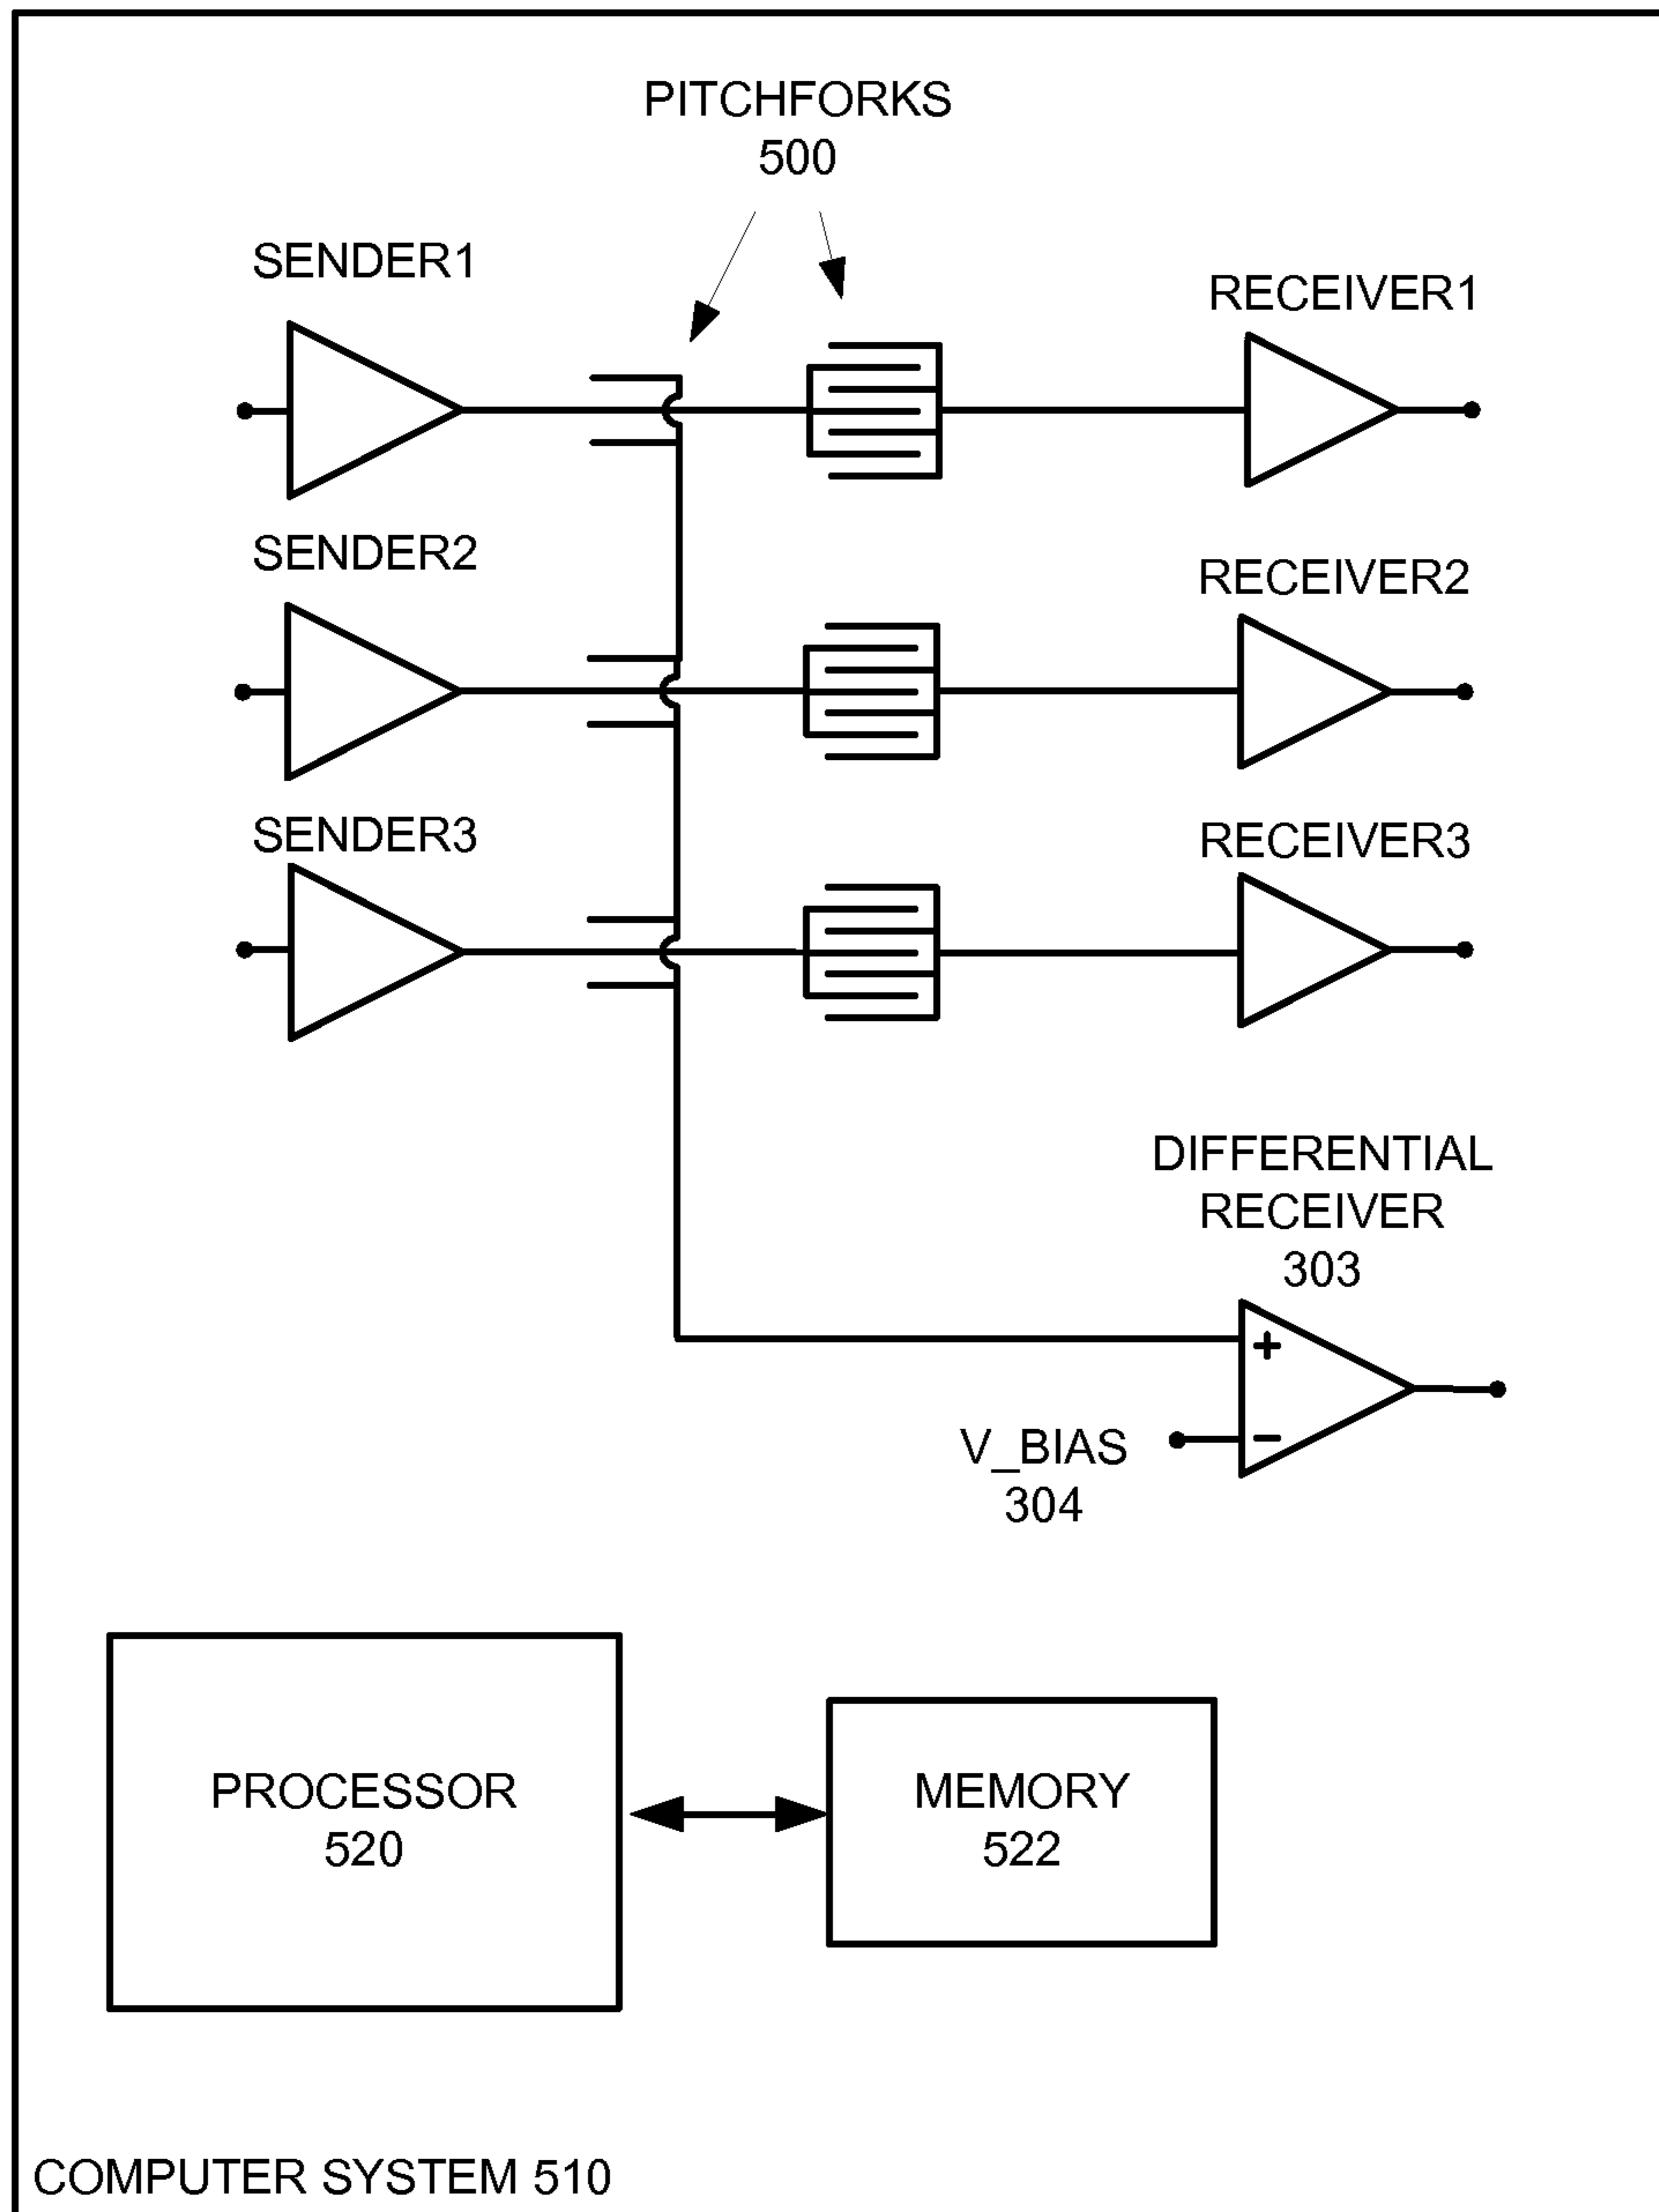 PITCHFORKS
500
SENDER1
RECEIVER1
SENDER2
RECEIVER2
SENDER3
RECEIVER3
DIFFERENTIAL
RECEIVER
303
+
−
V_BIAS
304
PROCESSOR
520
MEMORY
522
COMPUTER SYSTEM 510